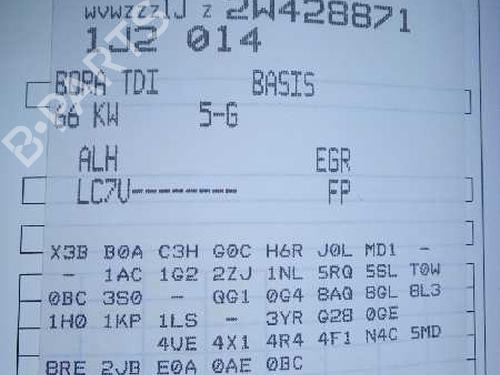 WVWZZZ1J Z 2W428871
1J2 014
BORA TDI BASIS
66 KW 5-G
ALH EGR
LC7V------ FP
X3B B0A C3H G0C H6R J0L MD1 -
- 1AC 1G2 2ZJ 1NL 5RQ 5SL T0W
0BC 3S0 - QG1 0G4 8AQ 8GL 8L3
1H0 1KP 1LS - 3YR G28 0GE
4UE 4X1 4R4 4F1 N4C 5MD
8RE 2JB E0A 0AE 0BC
B-PARTS